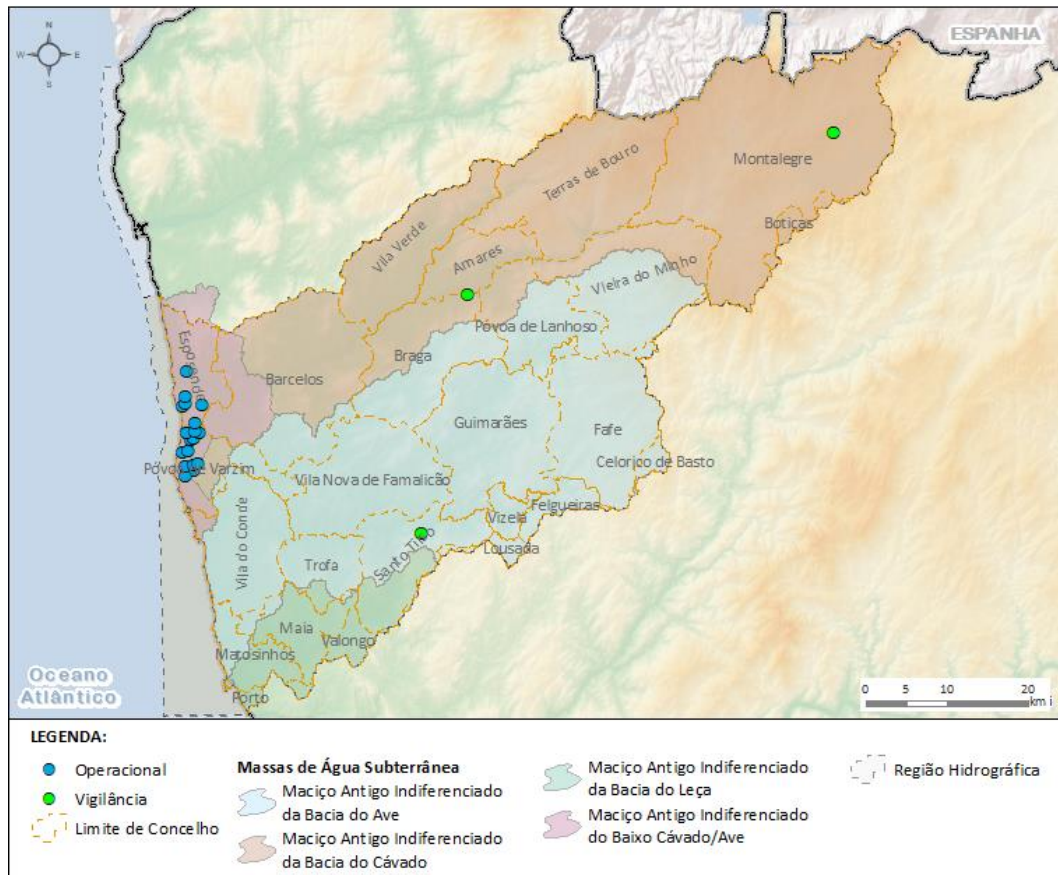 N
W E
S
ESPANHA
Montalegre
Terras de Bouro
Boticas
Vila Verde
Amares
Vieira do Minho
Póvoa de Lanhoso
Esposende
Braga
Barcelos
Guimarães
Fafe
Celorico de Basto
Póvoa de Varzim
Vila Nova de Famalicão
Felgueiras
Vizela
Vila do Conde
Santo Tirso
Lousada
Trofa
Maia
Valongo
Matosinhos
Porto
Oceano
Atlântico
0 5 10 20
km
LEGENDA:
Operacional
Vigilância
Limite de Concelho
Massas de Água Subterrânea
Maciço Antigo Indiferenciado
da Bacia do Ave
Maciço Antigo Indiferenciado
da Bacia do Cávado
Maciço Antigo Indiferenciado
da Bacia do Leça
Maciço Antigo Indiferenciado
do Baixo Cávado/Ave
Região Hidrográfica